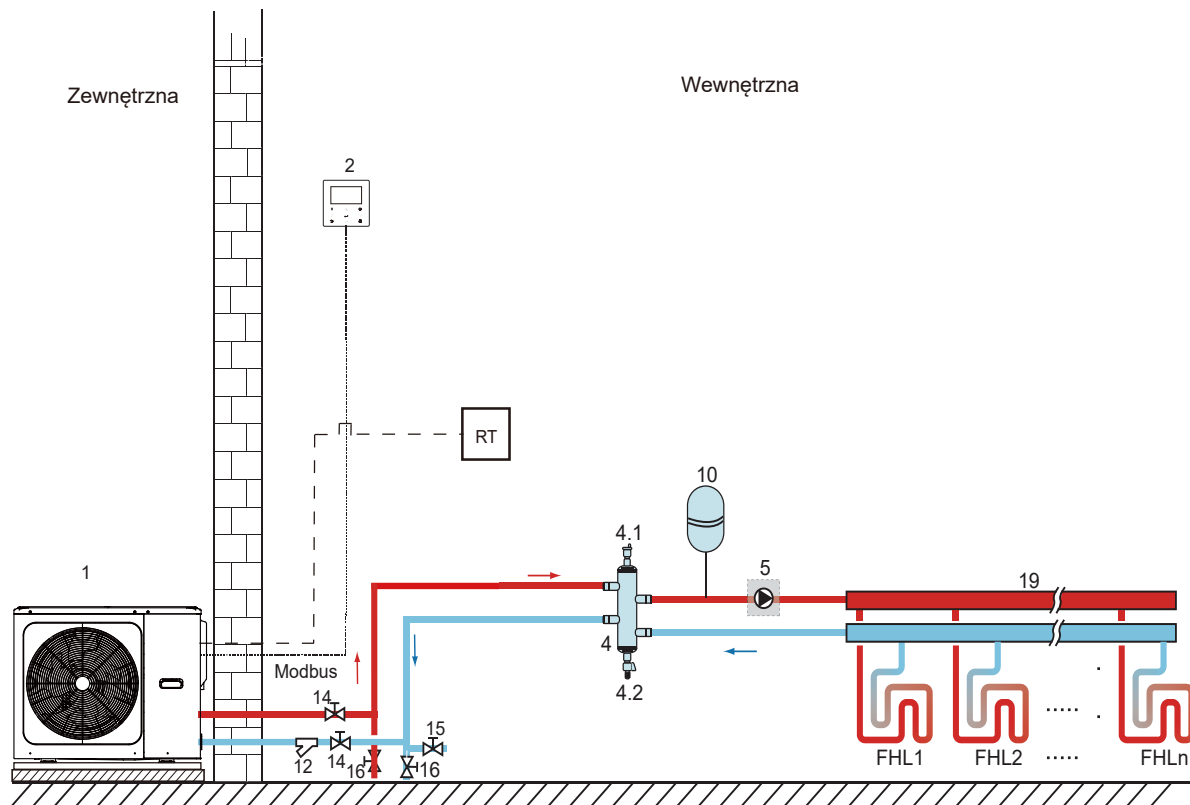 Zewnętrzna
Wewnętrzna
2
RT
10
4.1
5
19
1
4
4.2
Modbus
14
15
12
14
16
16
FHL1
FHL2
.....
.....
FHLn